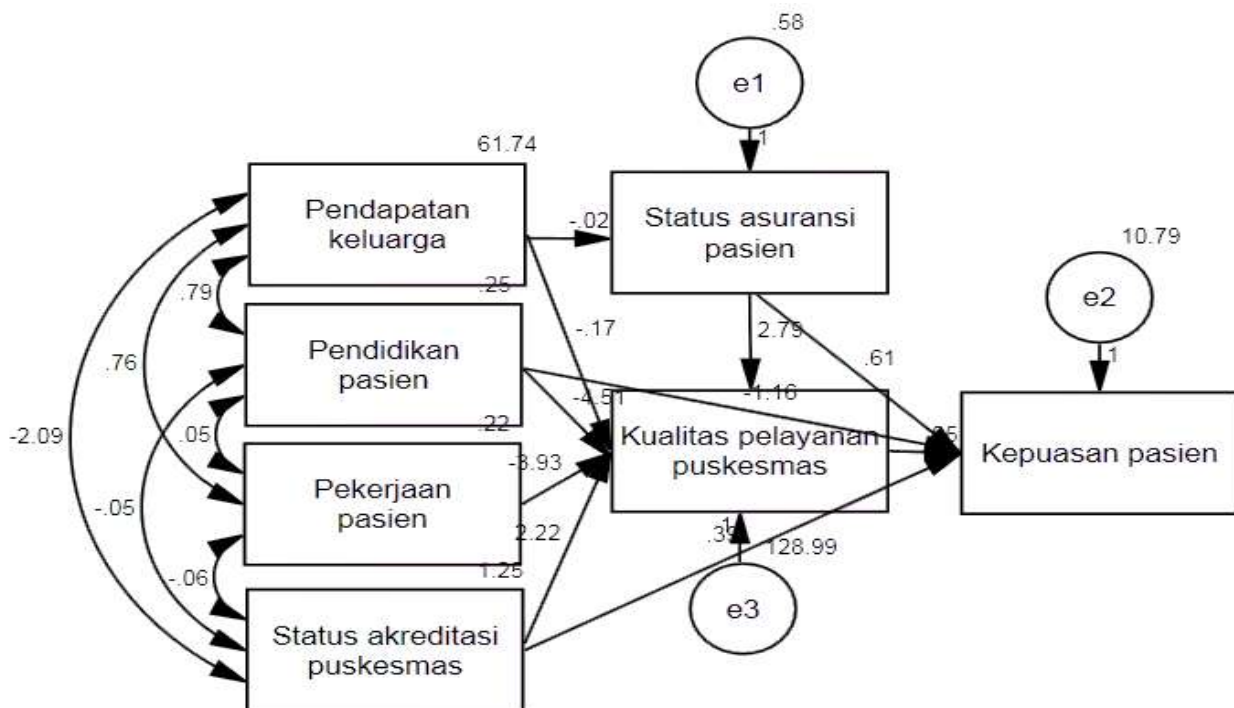 .58
e1
1
61.74
Pendapatan
keluarga
-.02
Status asuransi
pasien
10.79
e2
1
.79
.25
-.17
2.79
.61
Pendidikan
pasien
.76
-1.16
-4.51
.05
.22
Kualitas pelayanan
puskesmas
Kepuasan pasien
-2.09
-3.93
Pekerjaan
pasien
-.05
2.22
1
128.99
-.06
1.25
e3
Status akreditasi
puskesmas